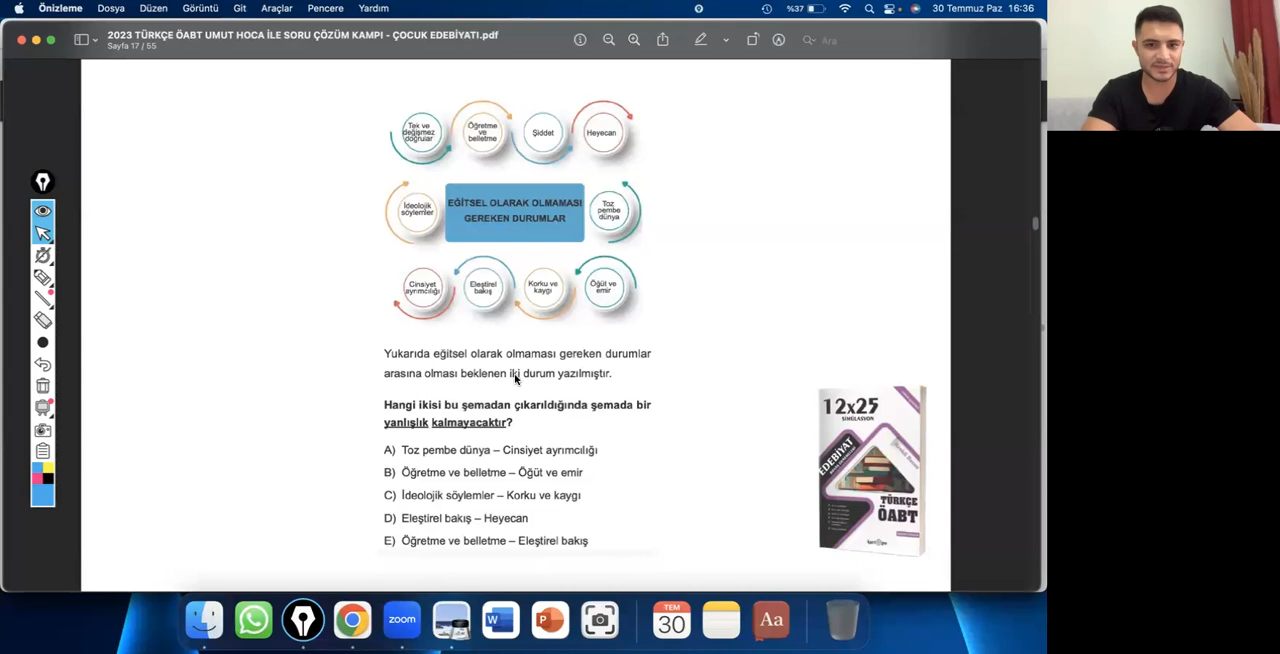 Önizleme Dosya Düzen Görüntü Git Araçlar Pencere Yardım %37 30 Temmuz Paz 16:36
2023 TÜRKÇE ÖABT UMUT HOCA İLE SORU ÇÖZÜM KAMPI - ÇOCUK EDEBİYATI.pdf
Sayfa 17 / 55
Ara
Tek ve
değişmez
doğrular
Öğretme
ve
belletme
Şiddet
Heyecan
İdeolojik
söylemler
EĞİTSEL OLARAK OLMAMASI
GEREKEN DURUMLAR
Toz
pembe
dünya
Cinsiyet
ayrımcılığı
Eleştirel
bakış
Korku ve
kaygı
Öğüt ve
emir
Yukarıda eğitsel olarak olmaması gereken durumlar
arasına olması beklenen iki durum yazılmıştır.
Hangi ikisi bu şemadan çıkarıldığında şemada bir
yanlışlık kalmayacaktır?
A) Toz pembe dünya – Cinsiyet ayrımcılığı
B) Öğretme ve belletme – Öğüt ve emir
C) İdeolojik söylemler – Korku ve kaygı
D) Eleştirel bakış – Heyecan
E) Öğretme ve belletme – Eleştirel bakış
12x25
SİMÜLASYON
EDEBİYAT
TÜRKÇE
ÖABT
zoom
W
P
TEM
30
Aa